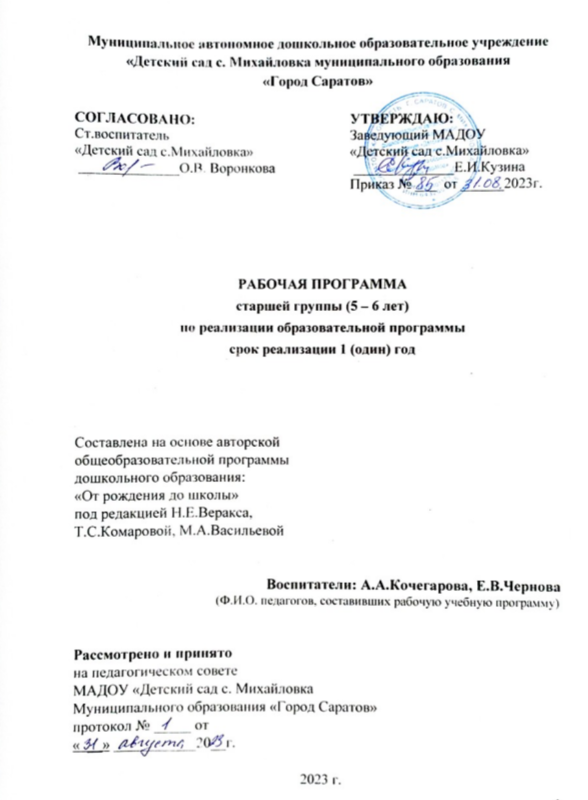 Муниципальное автономное дошкольное образовательное учреждение
«Детский сад с. Михайловка муниципального образования
«Город Саратов»
СОГЛАСОВАНО:
Ст.воспитатель
«Детский сад с.Михайловка»
О.В. Воронкова
УТВЕРЖДАЮ:
Заведующий МАДОУ
«Детский сад с.Михайловка»
Е.И.Кузина
Приказ № 85 от 31.08.2023г.
РАБОЧАЯ ПРОГРАММА
старшей группы (5 – 6 лет)
по реализации образовательной программы
срок реализации 1 (один) год
Составлена на основе авторской
общеобразовательной программы
дошкольного образования:
«От рождения до школы»
под редакцией Н.Е.Веракса,
Т.С.Комаровой, М.А.Васильевой
Воспитатели: А.А.Кочегарова, Е.В.Чернова
(Ф.И.О. педагогов, составивших рабочую учебную программу)
Рассмотрено и принято
на педагогическом совете
МАДОУ «Детский сад с. Михайловка
Муниципального образования «Город Саратов»
протокол № 1 от
«31» августа 2023г.
2023 г.